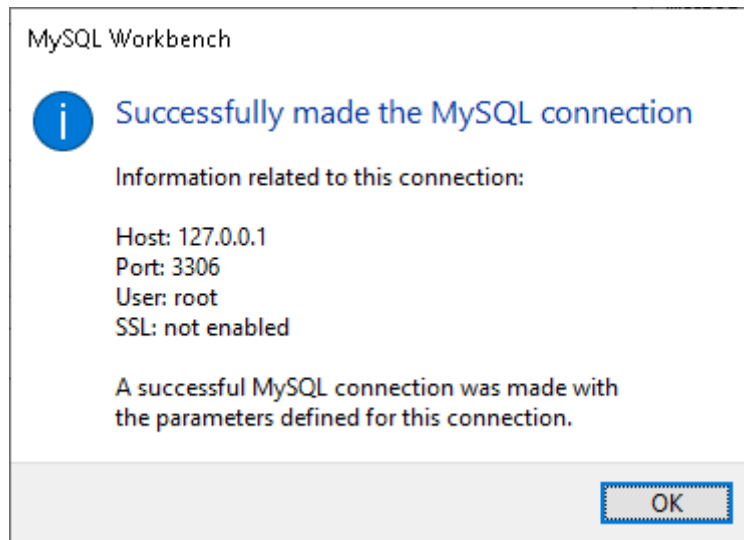 MySQL Workbench
Successfully made the MySQL connection
Information related to this connection:
Host: 127.0.0.1
Port: 3306
User: root
SSL: not enabled
A successful MySQL connection was made with
the parameters defined for this connection.
OK